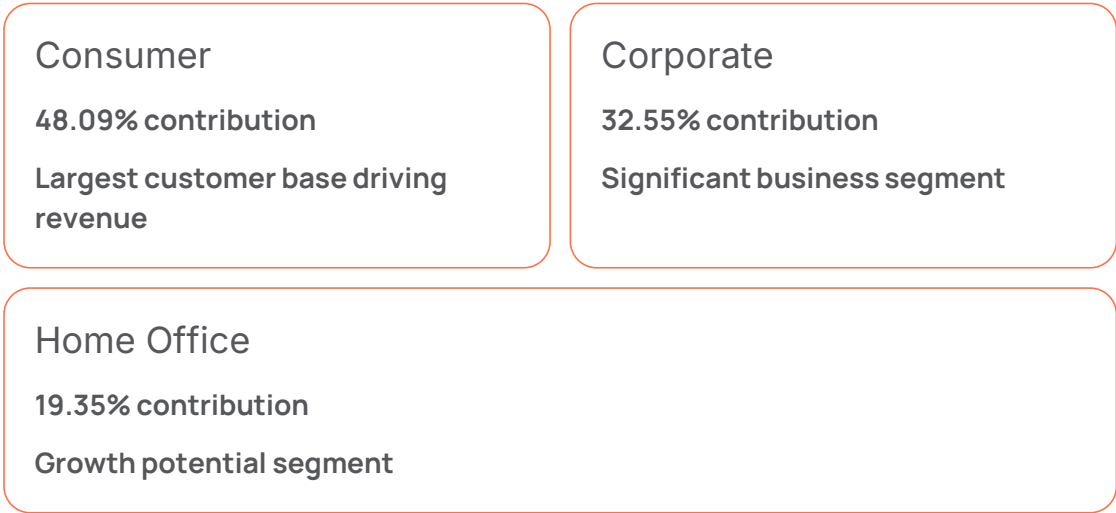 Consumer
48.09% contribution
Largest customer base driving
revenue
Corporate
32.55% contribution
Significant business segment
Home Office
19.35% contribution
Growth potential segment